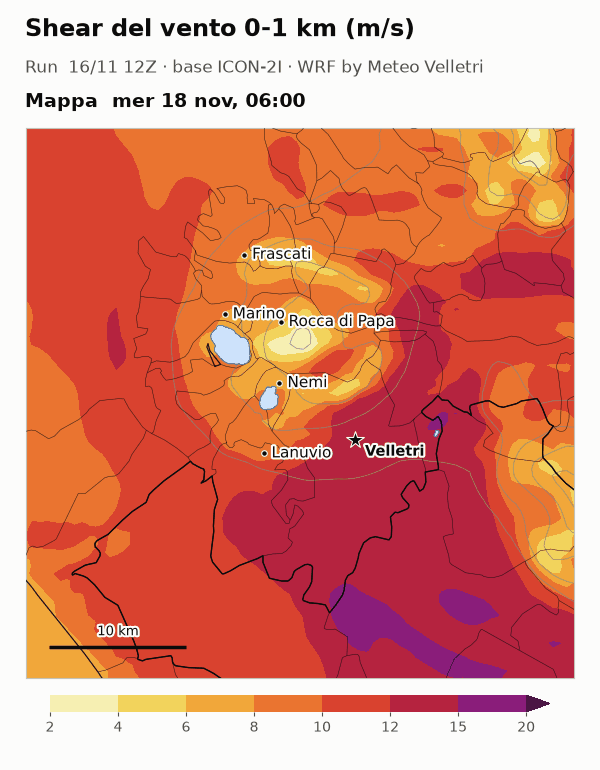 Shear del vento 0-1 km (m/s)
Run  16/11 12Z · base ICON-2I · WRF by Meteo Velletri
Mappa  mer 18 nov, 06:00
Frascati
Marino
Rocca di Papa
Nemi
Velletri
Lanuvio
10 km
2 4 6 8 10 12 15 20